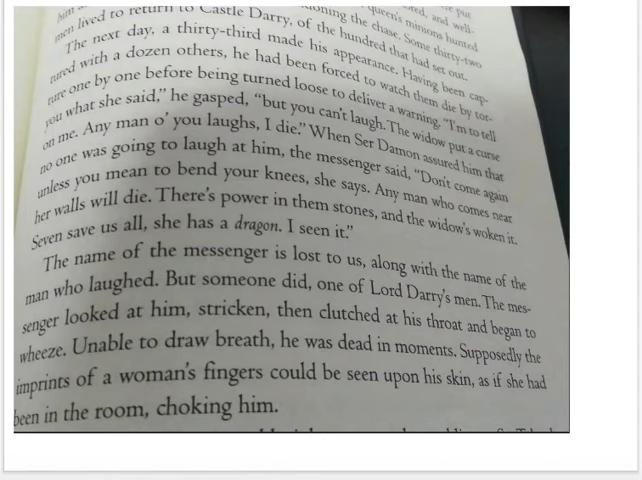 men lived to return to Castle Darry, of the hundred that had set out.
The next day, a thirty-third made his appearance. Having been cap-
tured with a dozen others, he had been forced to watch them die by tor-
ture one by one before being turned loose to deliver a warning. “I'm to tell
you what she said,” he gasped, “but you can't laugh. The widow put a curse
on me. Any man o' you laughs, I die.” When Ser Damon assured him that
no one was going to laugh at him, the messenger said, “Don't come again
unless you mean to bend your knees, she says. Any man who comes near
her walls will die. There's power in them stones, and the widow's woken it.
Seven save us all, she has a dragon. I seen it.”
The name of the messenger is lost to us, along with the name of the
man who laughed. But someone did, one of Lord Darry's men. The mes-
senger looked at him, stricken, then clutched at his throat and began to
wheeze. Unable to draw breath, he was dead in moments. Supposedly the
imprints of a woman's fingers could be seen upon his skin, as if she had
been in the room, choking him.